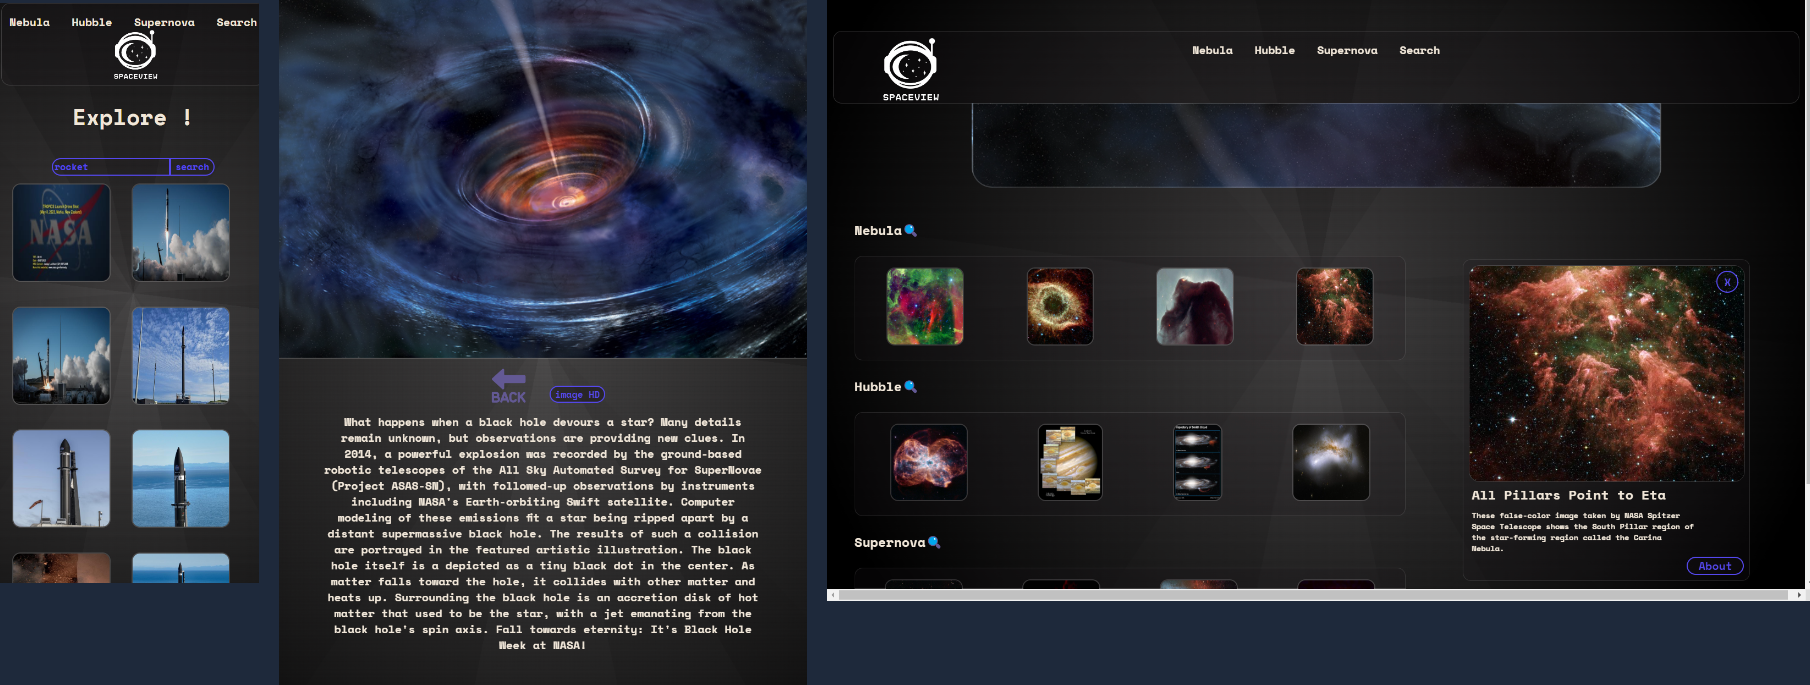 Nebula Hubble Supernova Search
SPACEVIEW
Explore !
rocket search
NASA
BACK
image HD
What happens when a black hole devours a star? Many details
remain unknown, but observations are providing new clues. In
2014, a powerful explosion was recorded by the ground-based
robotic telescopes of the All Sky Automated Survey for SuperNovae
(Project ASAS-SN), with followed-up observations by instruments
including NASA's Earth-orbiting Swift satellite. Computer
modeling of these emissions fit a star being ripped apart by a
distant supermassive black hole. The results of such a collision
are portrayed in the featured artistic illustration. The black
hole itself is a depicted as a tiny black dot in the center. As
matter falls toward the hole, it collides with other matter and
heats up. Surrounding the black hole is an accretion disk of hot
matter that used to be the star, with a jet emanating from the
black hole's spin axis. Fall towards eternity: It's Black Hole
Week at NASA!
SPACEVIEW
Nebula Hubble Supernova Search
Nebula
Hubble
Supernova
X
All Pillars Point to Eta
These false-color image taken by NASA Spitzer
Space Telescope shows the South Pillar region of
the star-forming region called the Carina
Nebula.
About